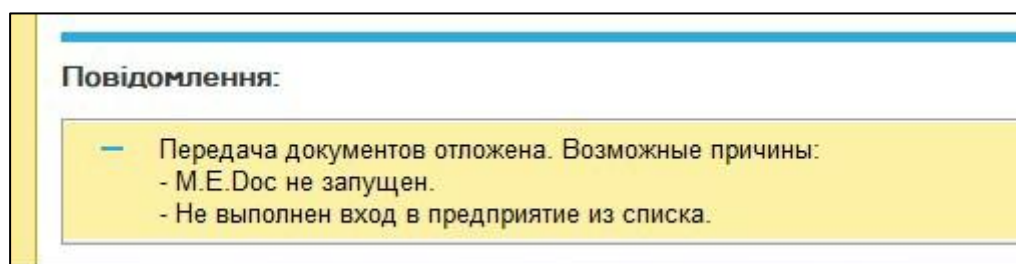 Повідомлення:
Передача документов отложена. Возможные причины:
- M.E.Doc не запущен.
- Не выполнен вход в предприятие из списка.